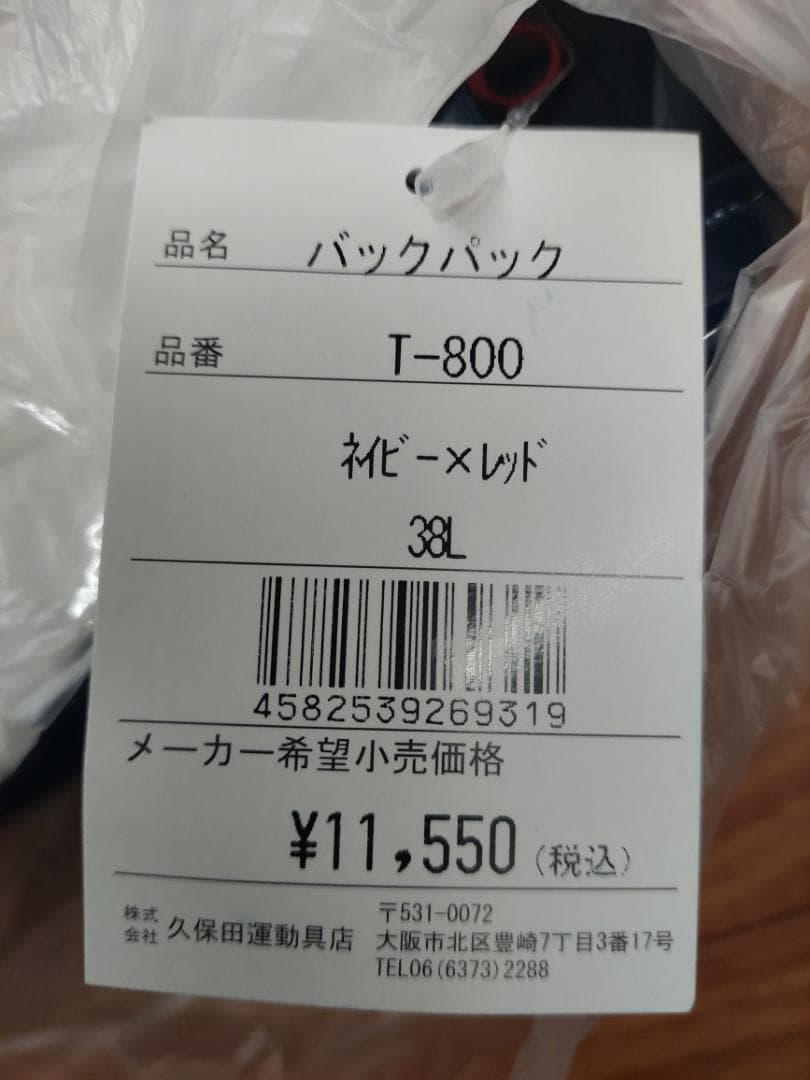 品名 バックパック
品番 T-800
ﾈｲﾋﾞｰ×ﾚｯﾄﾞ
38L
4582539269319
メーカー希望小売価格
¥11,550(税込)
株式会社 久保田運動具店
〒531-0072
大阪市北区豊崎7丁目3番17号
TEL06(6373)2288